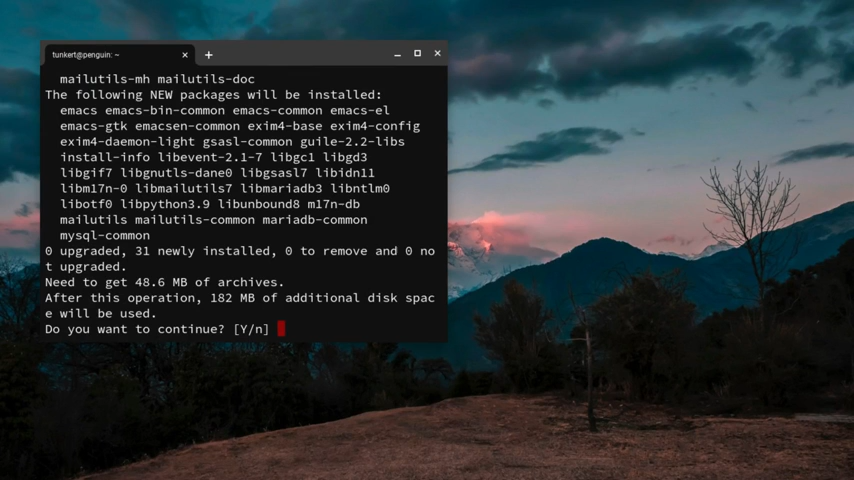 tunkert@penguin: ~
mailutils-mh mailutils-doc
The following NEW packages will be installed:
emacs emacs-bin-common emacs-common emacs-el
emacs-gtk emacsen-common exim4-base exim4-config
exim4-daemon-light gsasl-common guile-2.2-libs
install-info libevent-2.1-7 libgc1 libgd3
libgif7 libgnutls-dane0 libgsasl7 libidn11
libm17n-0 libmailutils7 libmariadb3 libntlm0
libotf0 libpython3.9 libunbound8 m17n-db
mailutils mailutils-common mariadb-common
mysql-common
0 upgraded, 31 newly installed, 0 to remove and 0 no
t upgraded.
Need to get 48.6 MB of archives.
After this operation, 182 MB of additional disk spac
e will be used.
Do you want to continue? [Y/n]